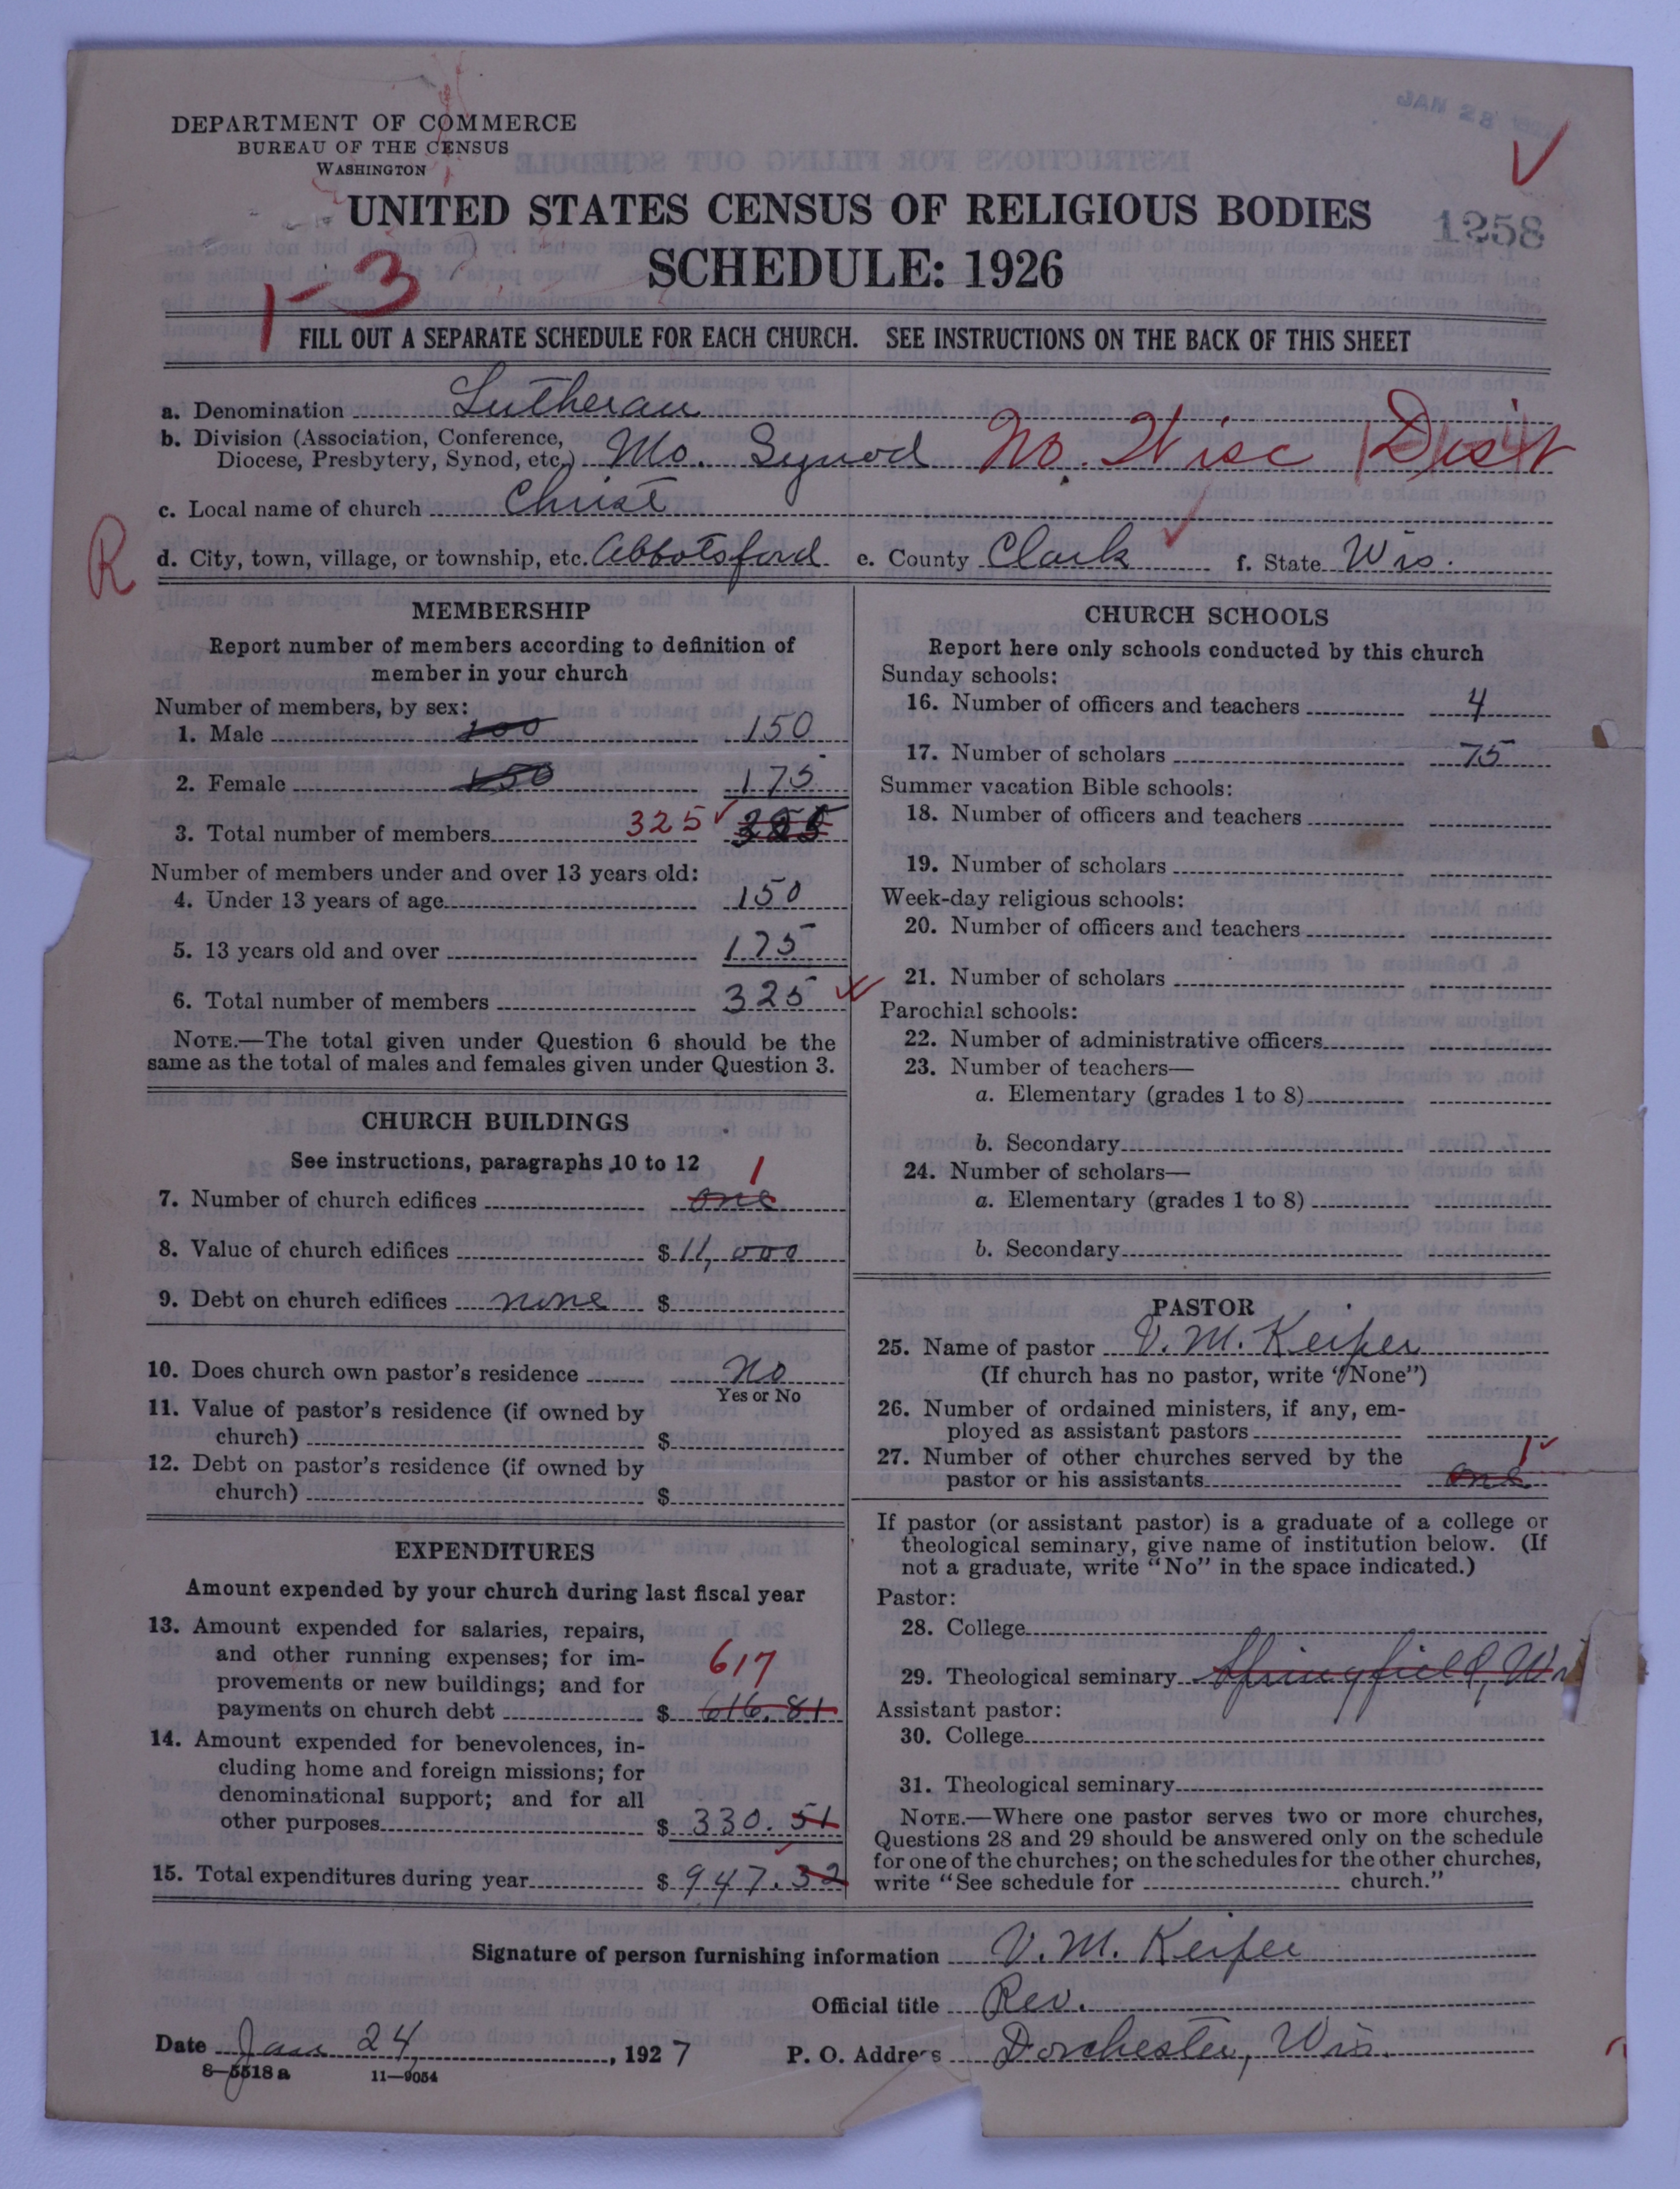 DEPARTMENT OF COMMERCE
BUREAU OF THE CENSUS
WASHINGTON
UNITED STATES CENSUS OF RELIGIOUS BODIES
1258
SCHEDULE: 1926
1-3
FILL OUT A SEPARATE SCHEDULE FOR EACH CHURCH. SEE INSTRUCTIONS ON THE BACK OF THIS SHEET
a. Denomination Lutheran
b. Division (Association, Conference, Diocese, Presbytery, Synod, etc.) Mo. Synod No. Wisc Dist
c. Local name of church Christ
R
d. City, town, village, or township, etc. Abbotsford e. County Clark f. State Wis.
MEMBERSHIP
Report number of members according to definition of
member in your church
Number of members, by sex:
1. Male 100 150
2. Female 150 175
3. Total number of members 325
Number of members under and over 13 years old:
4. Under 13 years of age 150
5. 13 years old and over 175
6. Total number of members 325
NOTE.—The total given under Question 6 should be the
same as the total of males and females given under Question 3.
CHURCH BUILDINGS
See instructions, paragraphs 10 to 12
7. Number of church edifices one 1
8. Value of church edifices $ 11,000
9. Debt on church edifices none $
10. Does church own pastor's residence No
Yes or No
11. Value of pastor's residence (if owned by
church) $
12. Debt on pastor's residence (if owned by
church) $
EXPENDITURES
Amount expended by your church during last fiscal year
13. Amount expended for salaries, repairs,
and other running expenses; for im-
provements or new buildings; and for 617
payments on church debt $ 616.81
14. Amount expended for benevolences, in-
cluding home and foreign missions; for
denominational support; and for all
other purposes $ 330.51
15. Total expenditures during year $ 947.32
CHURCH SCHOOLS
Report here only schools conducted by this church
Sunday schools:
16. Number of officers and teachers 4
17. Number of scholars 75
Summer vacation Bible schools:
18. Number of officers and teachers
19. Number of scholars
Week-day religious schools:
20. Number of officers and teachers
21. Number of scholars
Parochial schools:
22. Number of administrative officers
23. Number of teachers—
a. Elementary (grades 1 to 8)
b. Secondary
24. Number of scholars—
a. Elementary (grades 1 to 8)
b. Secondary
PASTOR
25. Name of pastor V. M. Keiper
(If church has no pastor, write "None")
26. Number of ordained ministers, if any, em-
ployed as assistant pastors
27. Number of other churches served by the 1
pastor or his assistants one
If pastor (or assistant pastor) is a graduate of a college or
theological seminary, give name of institution below. (If
not a graduate, write "No" in the space indicated.)
Pastor:
28. College
29. Theological seminary Springfield,
Assistant pastor:
30. College
31. Theological seminary
NOTE.—Where one pastor serves two or more churches,
Questions 28 and 29 should be answered only on the schedule
for one of the churches; on the schedules for the other churches,
write "See schedule for church."
Signature of person furnishing information V. M. Keiper
Official title Rev.
Date Jan 24, 1927 P. O. Address Dorchester, Wis.
8—5518 a 11—9054